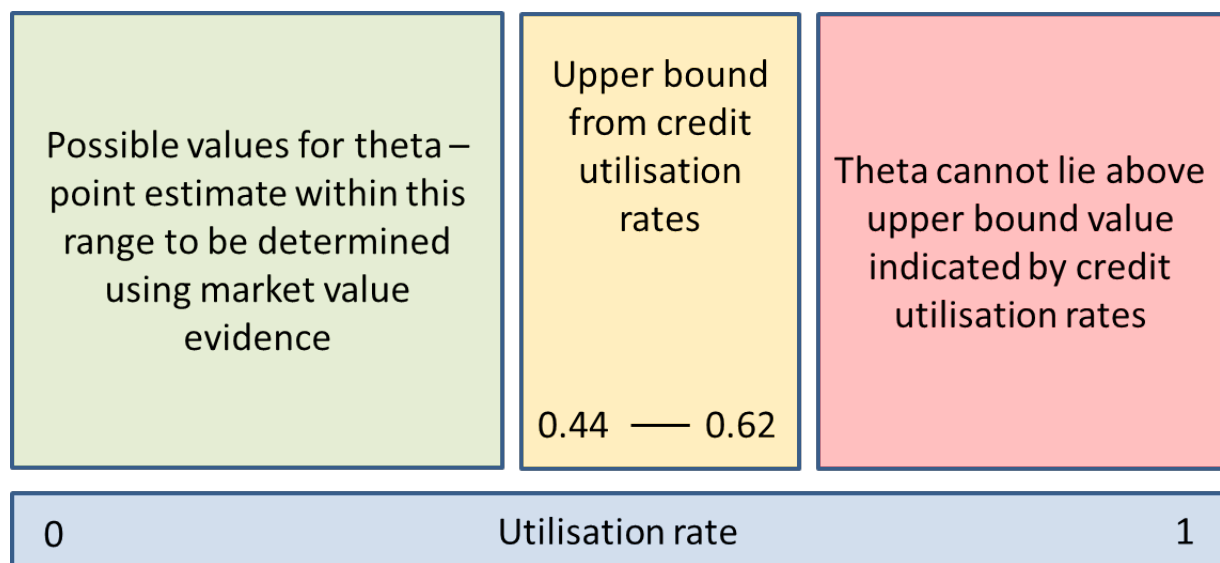 Possible values for theta –
point estimate within this
range to be determined
using market value
evidence
Upper bound
from credit
utilisation
rates
0.44 — 0.62
Theta cannot lie above
upper bound value
indicated by credit
utilisation rates
0 Utilisation rate 1